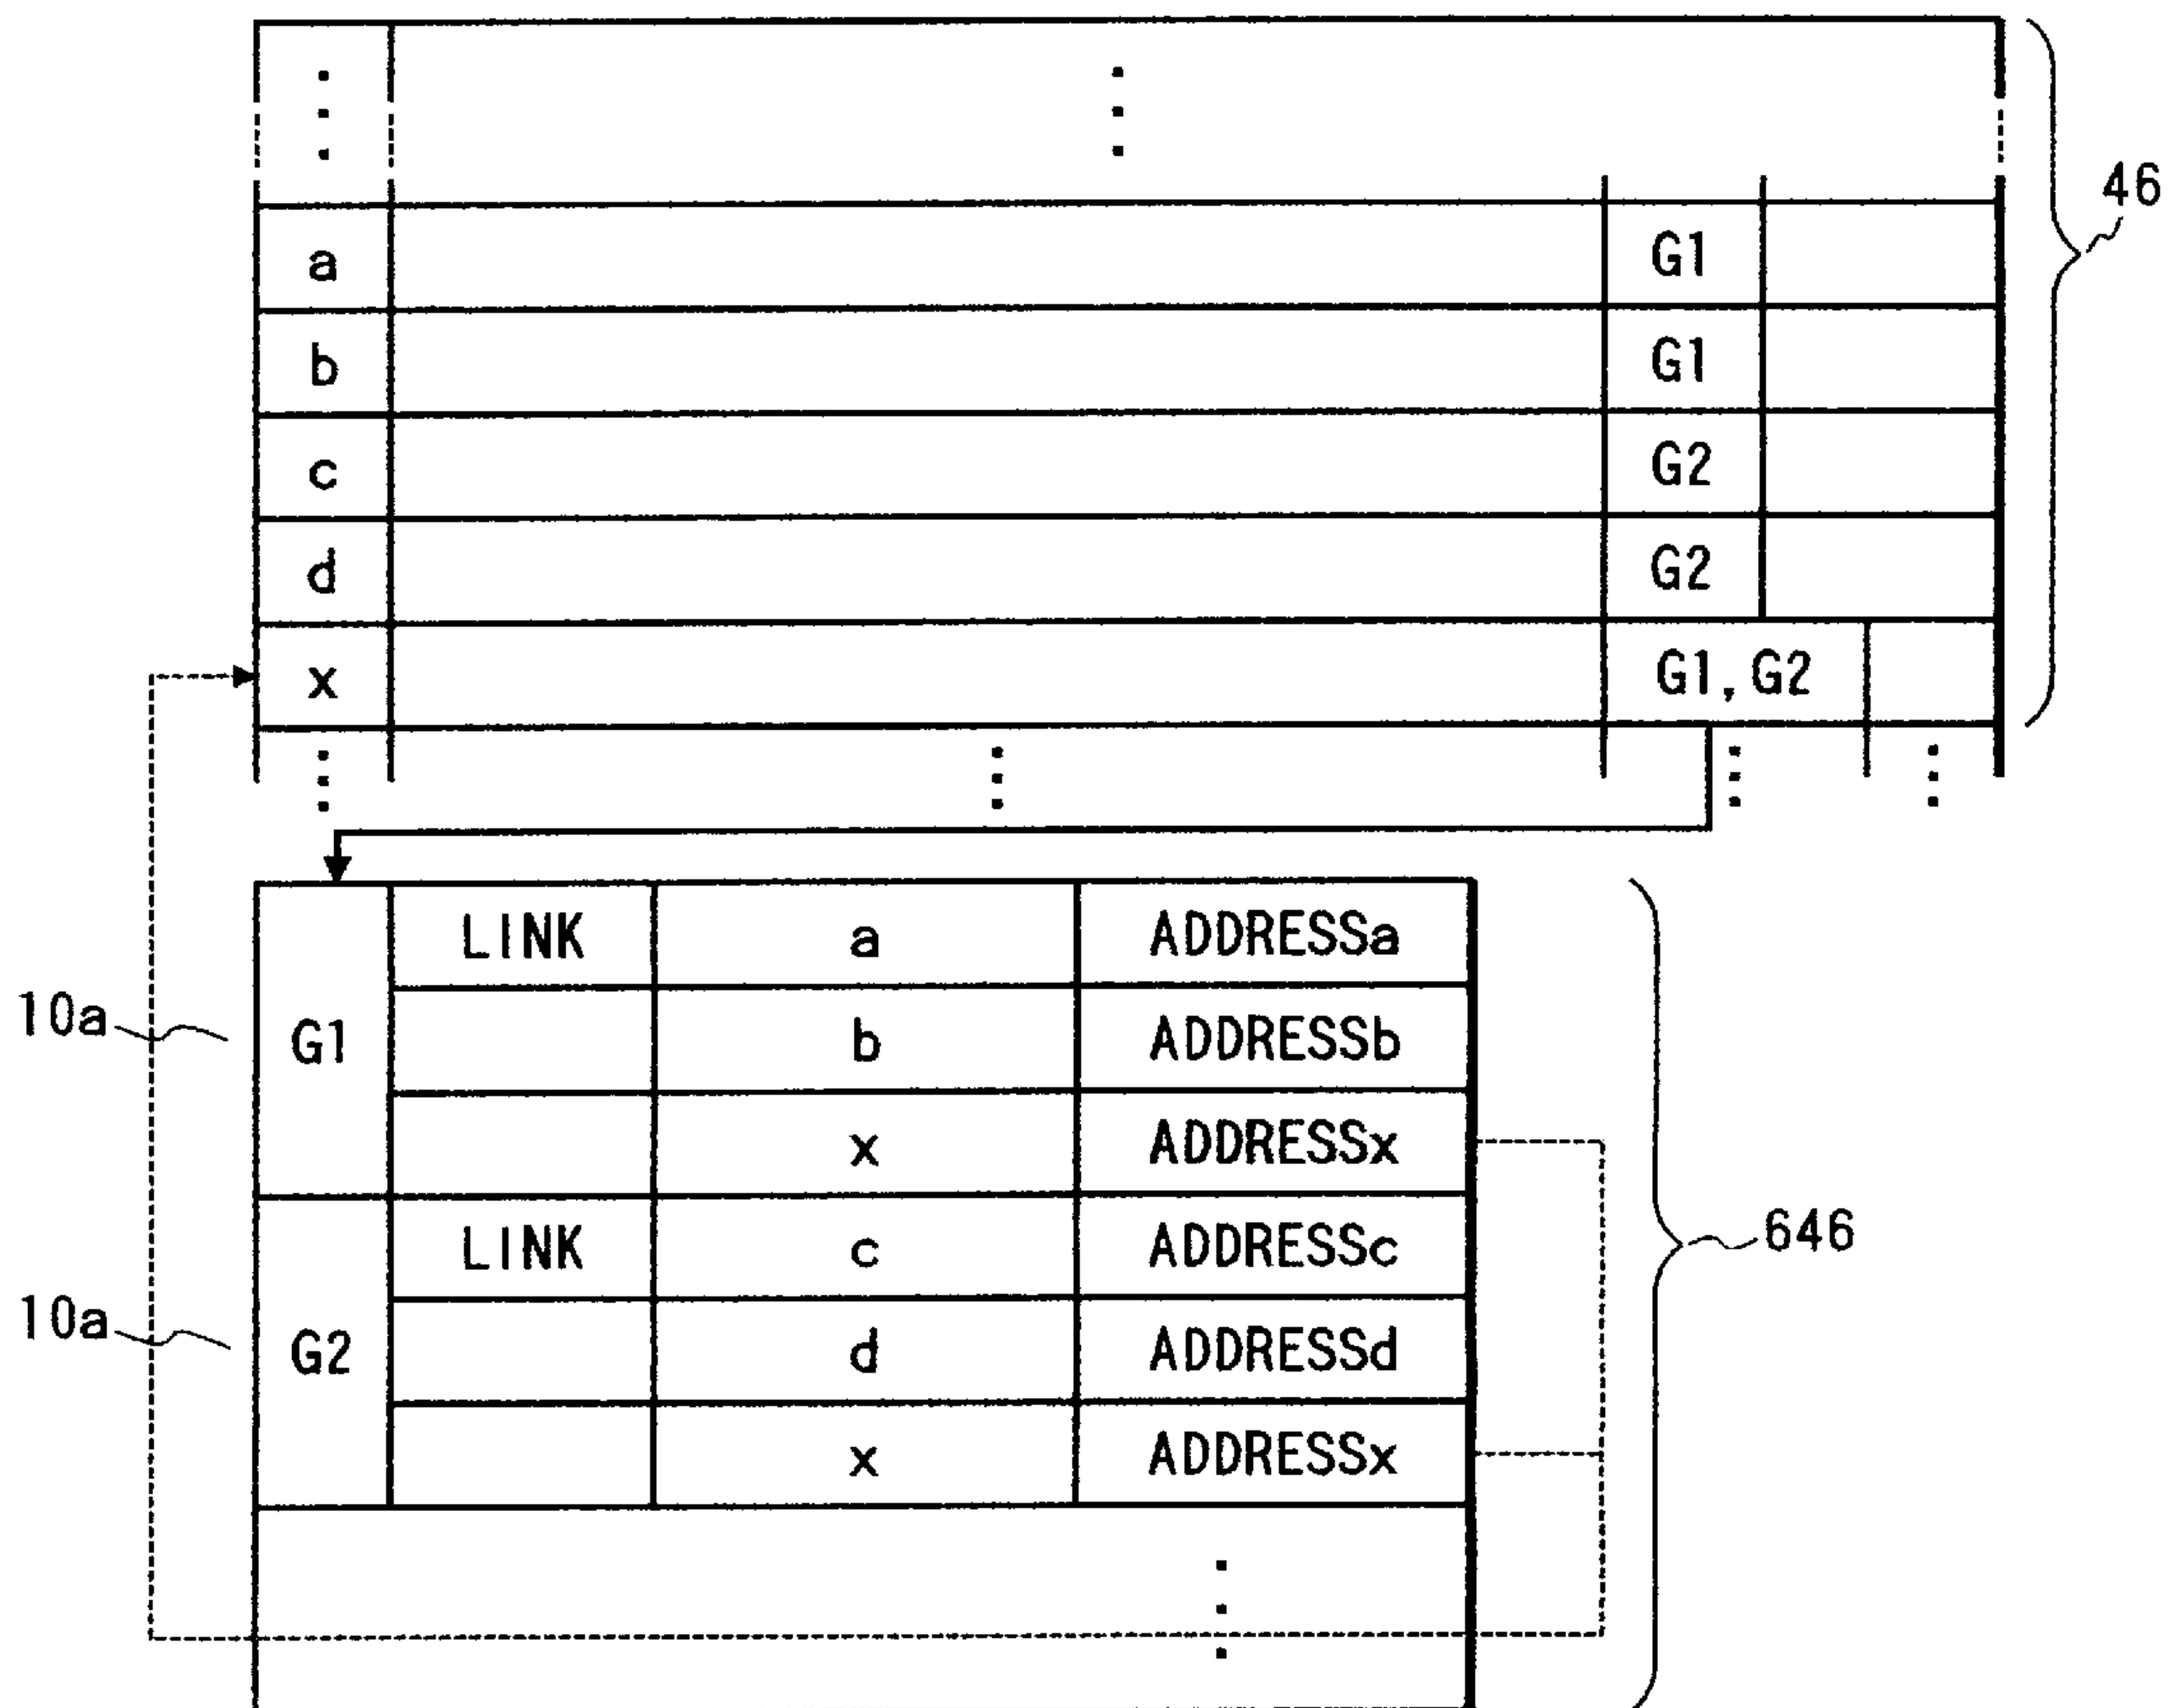 46
a G1
b G1
c G2
d G2
x G1, G2
LINK a ADDRESSa
10a G1 b ADDRESSb
x ADDRESSx
LINK c ADDRESSc
646
10a G2 d ADDRESSd
x ADDRESSx